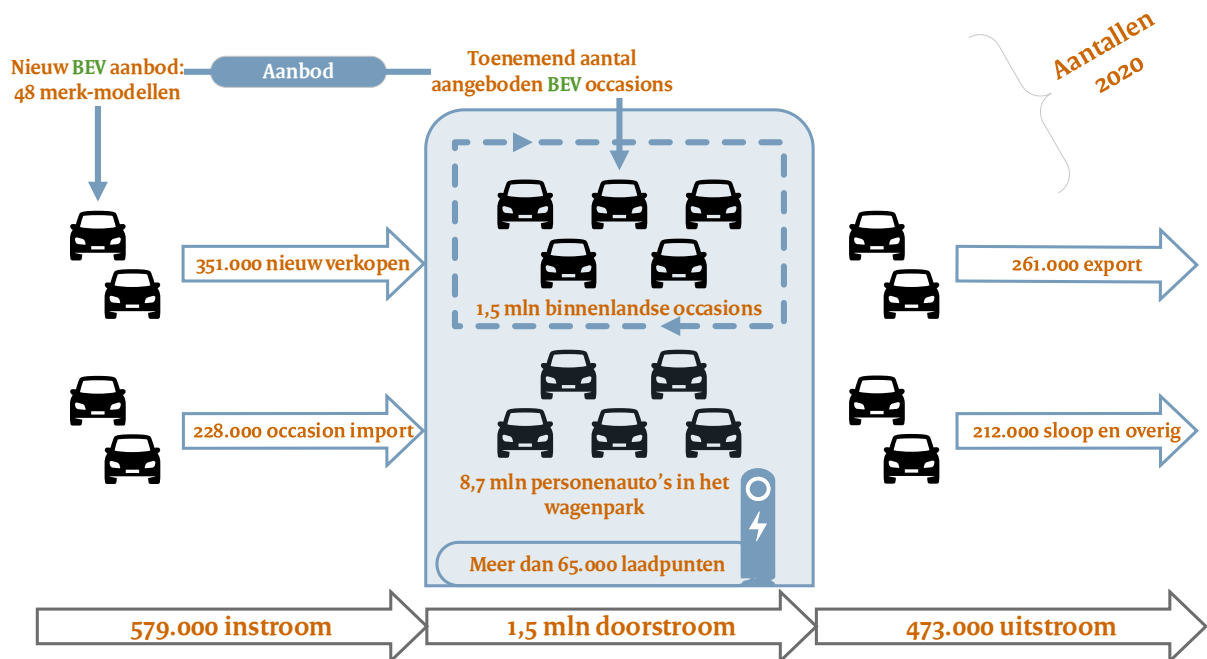 Nieuw BEV aanbod:
48 merk-modellen
Aanbod
Toenemend aantal
aangeboden BEV occasions
Aantallen
2020
351.000 nieuw verkopen
1,5 mln binnenlandse occasions
261.000 export
228.000 occasion import
212.000 sloop en overig
8,7 mln personenauto's in het
wagenpark
Meer dan 65.000 laadpunten
579.000 instroom
1,5 mln doorstroom
473.000 uitstroom